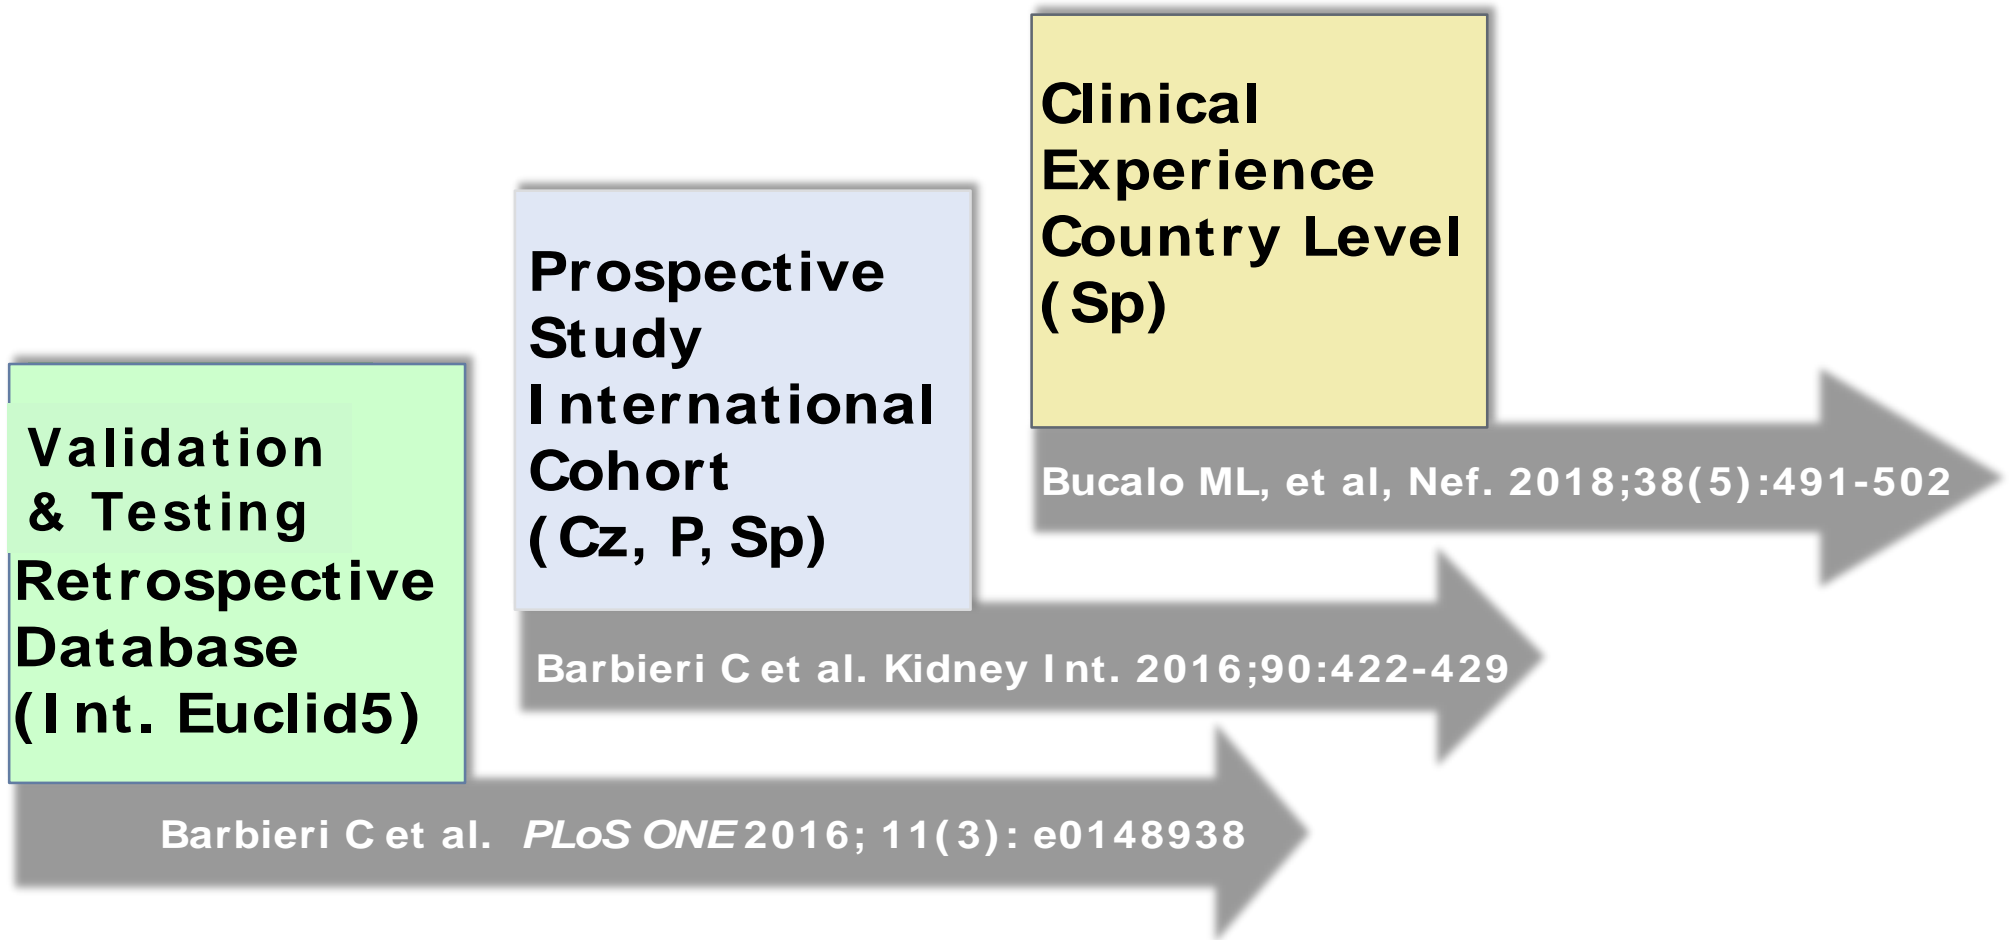 Validation
& Testing
Retrospective
Database
(Int. Euclid5)
Barbieri C et al. PLoS ONE 2016; 11(3): e0148938
Prospective
Study
International
Cohort
(Cz, P, Sp)
Barbieri C et al. Kidney Int. 2016;90:422-429
Clinical
Experience
Country Level
(Sp)
Bucalo ML, et al, Nef. 2018;38(5):491-502